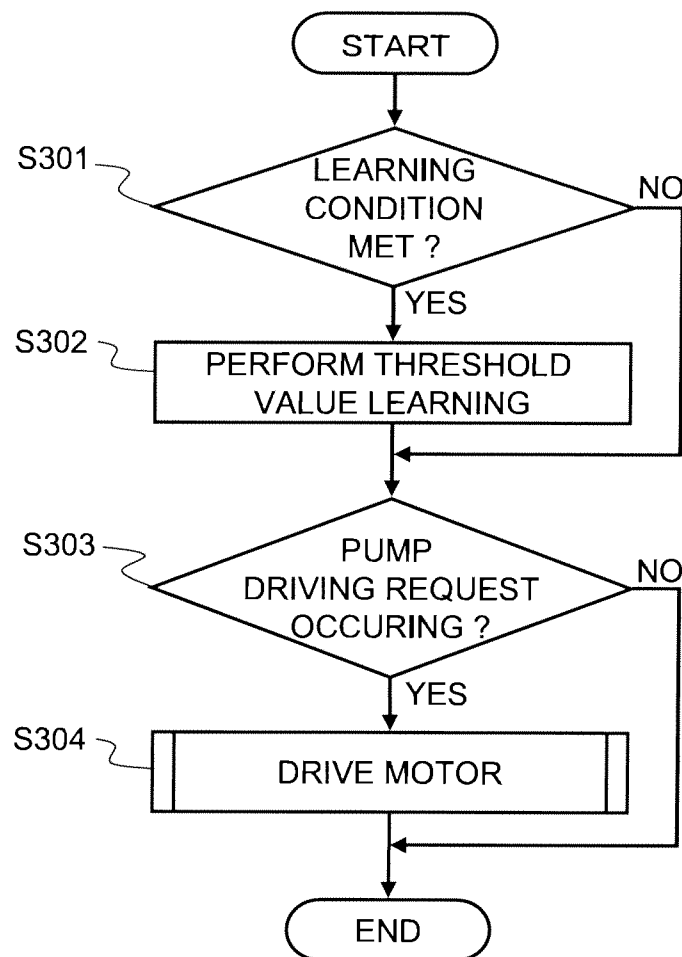 START
S301
LEARNING
CONDITION
MET ?
NO
YES
S302
PERFORM THRESHOLD
VALUE LEARNING
S303
PUMP
DRIVING REQUEST
OCCURING ?
NO
YES
S304
DRIVE MOTOR
END